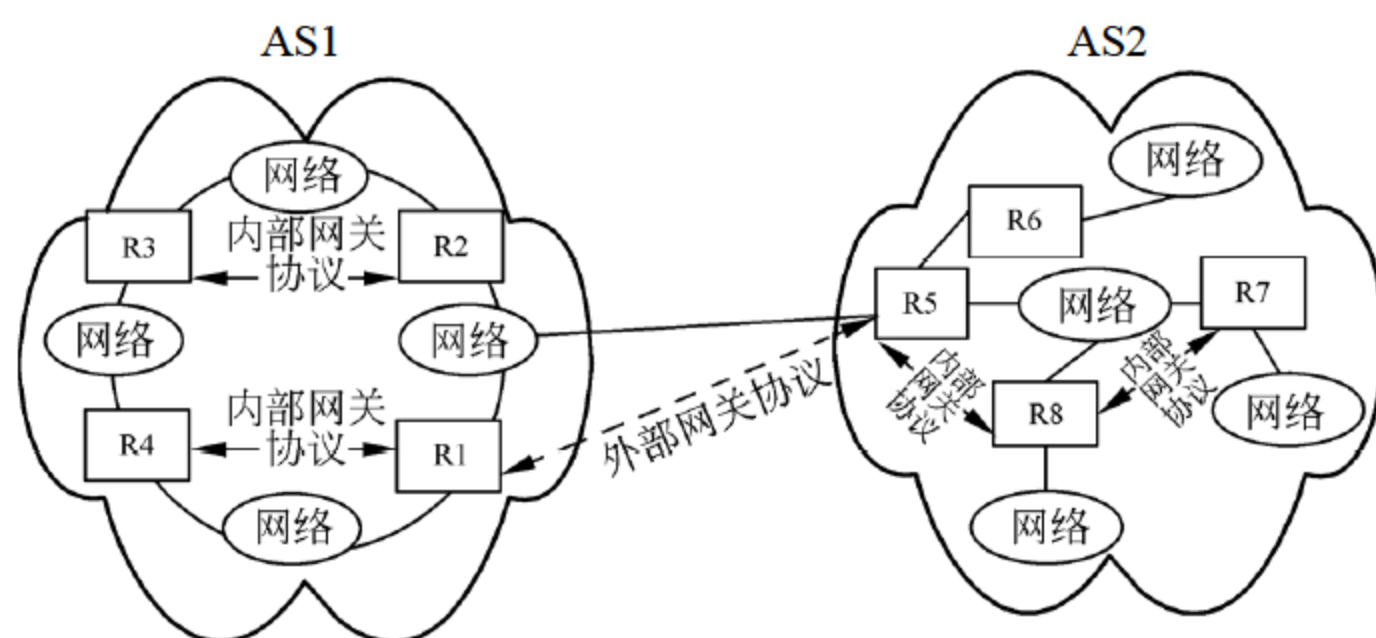 AS1
网络
R3
R2
内部网关
协议
网络
网络
内部网关
协议
R4
R1
网络
外部网关协议
AS2
网络
R6
R5
网络
R7
内部
网关
协议
内部
网关
协议
R8
网络
网络